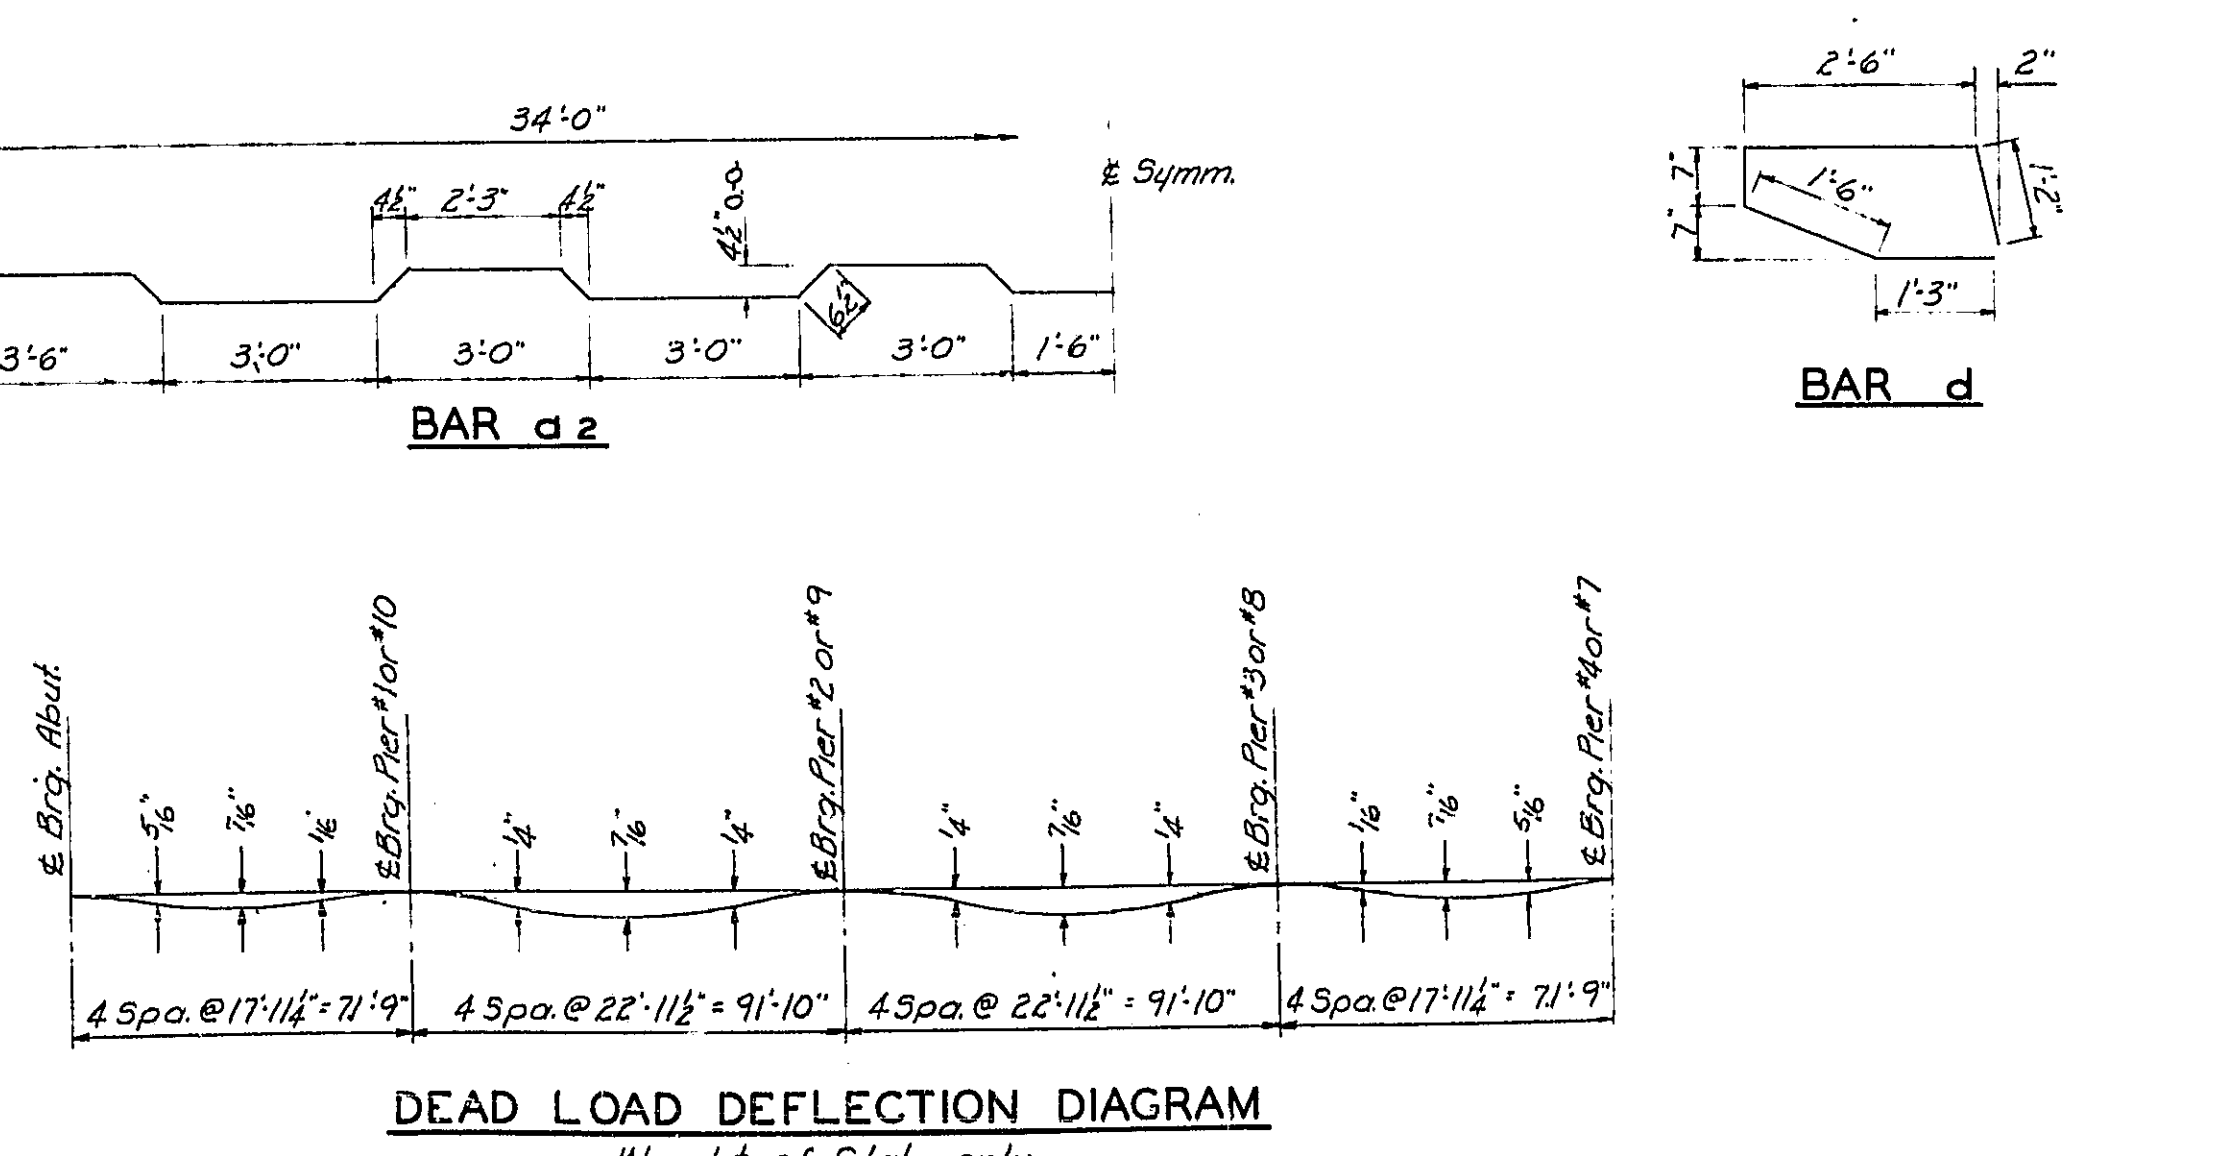 34'-0"
4½" 2'-3" 4½"
4½" 0.-0.
℄ Symm.
6½"
3'-6" 3'-0" 3'-0" 3'-0" 3'-0" 1'-6"
BAR a2
2'-6" 2"
7"
7"
1'-6"
2'-1"
1'-3"
BAR d
℄ Brg. Abut.
℄ Brg. Pier #1 or #10
℄ Brg. Pier #2 or #9
℄ Brg. Pier #3 or #8
℄ Brg. Pier #4 or #7
5/16" 7/16" 1/16" 1/4" 7/16" 1/4" 1/4" 7/16" 1/4" 1/16" 7/16" 5/16"
4 Spa. @ 17'-11¼" = 71'-9" 4 Spa. @ 22'-11½" = 91'-10" 4 Spa. @ 22'-11½" = 91'-10" 4 Spa. @ 17'-11¼" = 71'-9"
DEAD LOAD DEFLECTION DIAGRAM